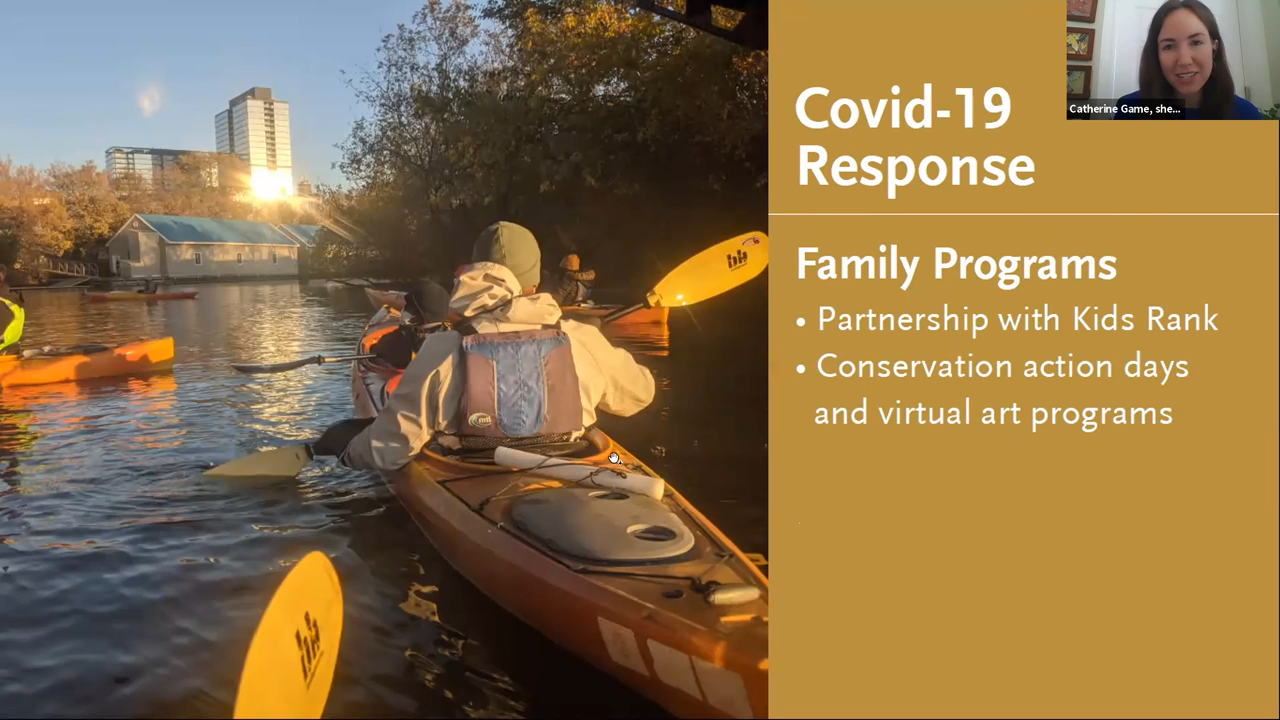 Covid-19
Response
Catherine Game, she...
Family Programs
• Partnership with Kids Rank
• Conservation action days
and virtual art programs